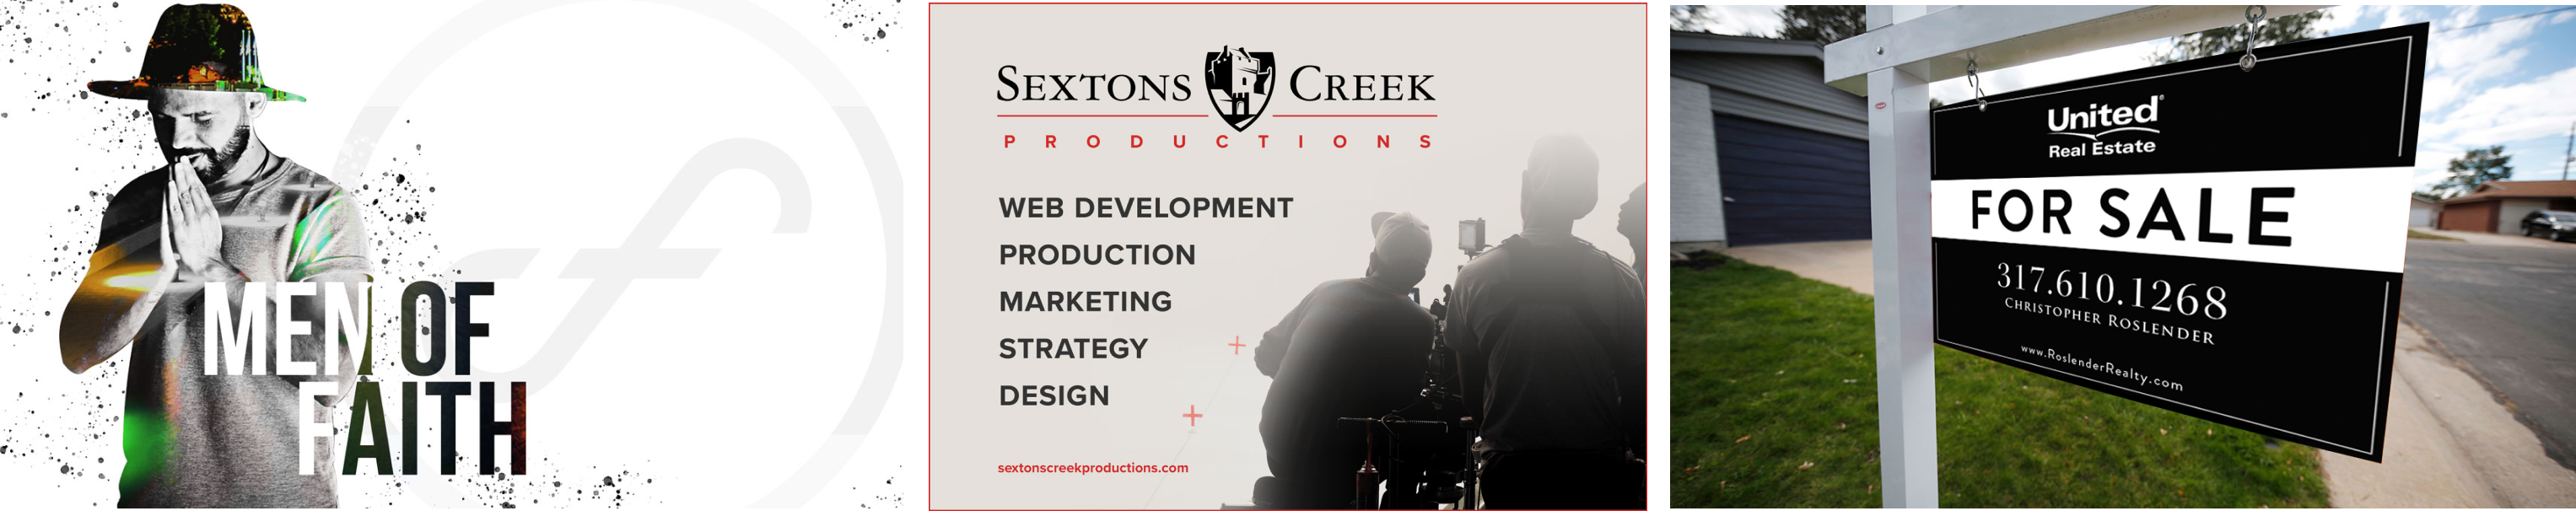 MEN OF
FAITH
SEXTONS CREEK
PRODUCTIONS
WEB DEVELOPMENT
PRODUCTION
MARKETING
STRATEGY
DESIGN
sextonscreekproductions.com
United®
Real Estate
FOR SALE
317.610.1268
CHRISTOPHER ROSLENDER
www.RoslenderRealty.com